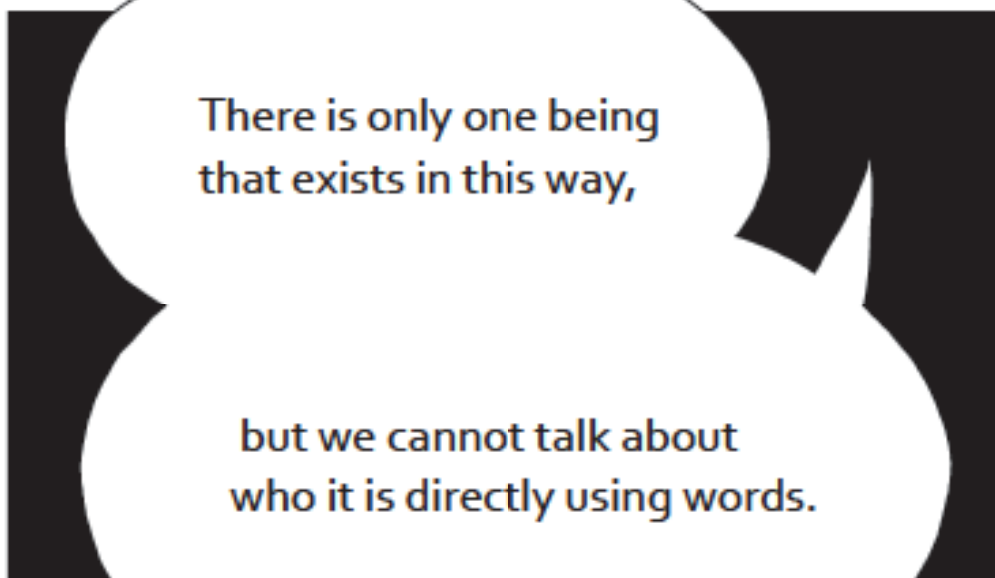 There is only one being
that exists in this way,
but we cannot talk about
who it is directly using words.